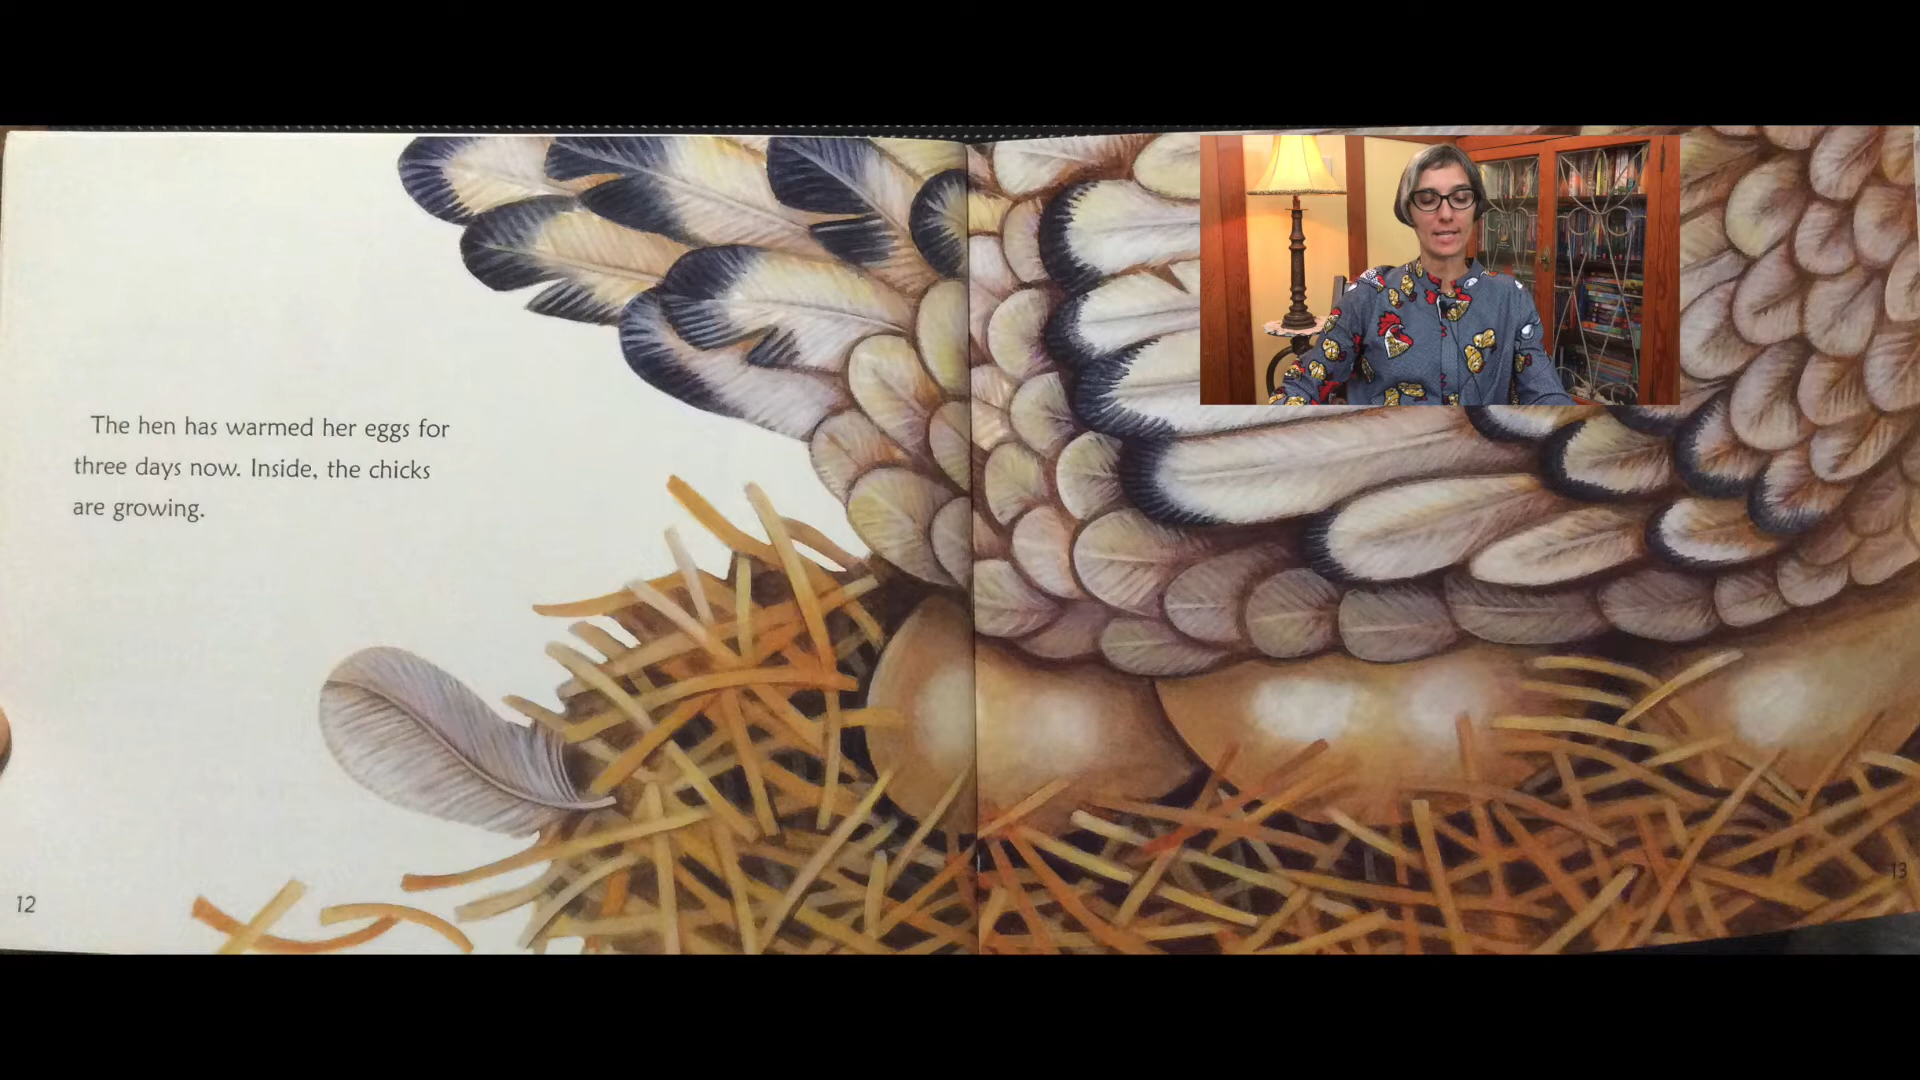 The hen has warmed her eggs for
three days now. Inside, the chicks
are growing.
12
13